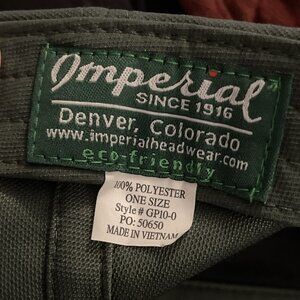 Imperial
SINCE 1916
Denver, Colorado
www.imperialheadwear.com
eco-friendly
100% POLYESTER
ONE SIZE
Style # GP10-0
PO: 50650
MADE IN VIETNAM